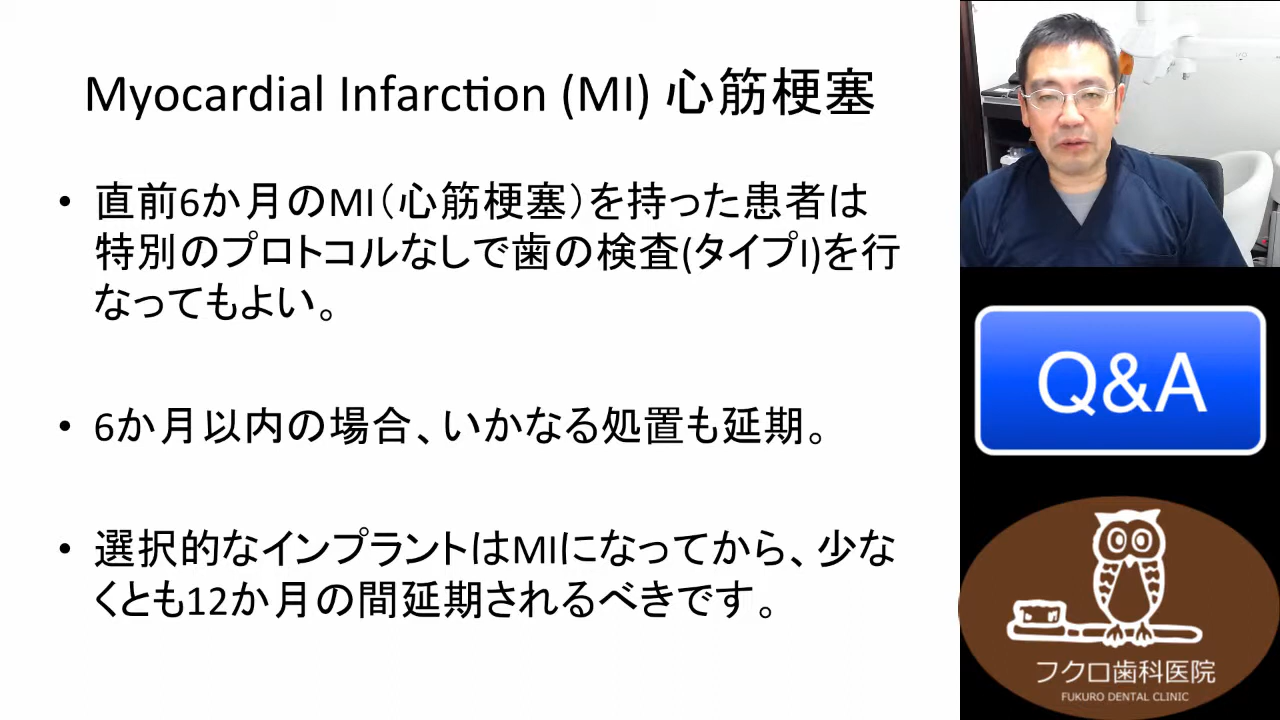 Myocardial Infarction (MI) 心筋梗塞
• 直前6か月のMI（心筋梗塞）を持った患者は
特別のプロトコルなしで歯の検査(タイプI)を行
なってもよい。
• 6か月以内の場合、いかなる処置も延期。
• 選択的なインプラントはMIになってから、少な
くとも12か月の間延期されるべきです。
Q&A
フクロ歯科医院
FUKURO DENTAL CLINIC